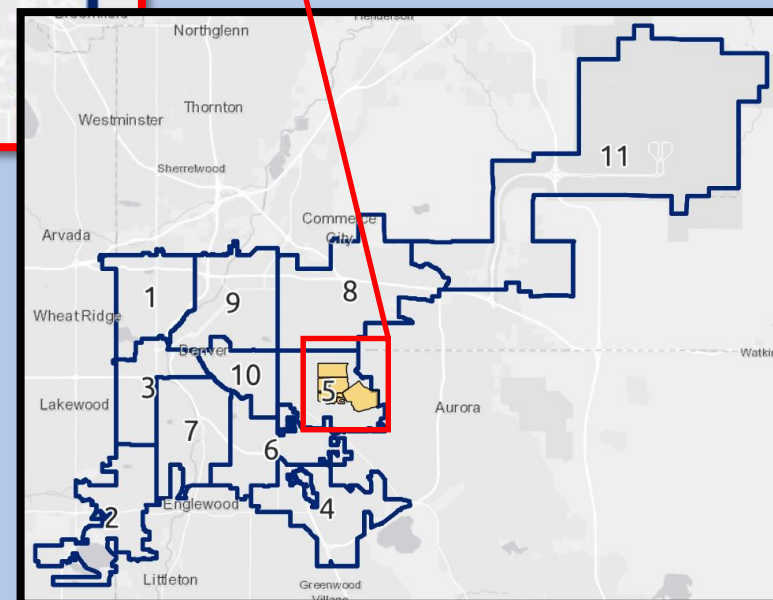 Henderson
Northglenn
Thornton
Westminster
Sherrelwood
11
Commerce
City
Arvada
1
9
8
Wheat Ridge
Denver
3
10
5
Lakewood
Aurora
7
6
2
Englewood
4
Littleton
Greenwood
Village